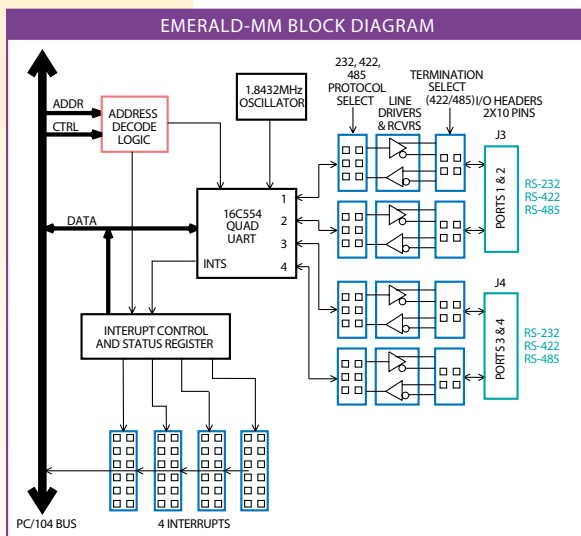 EMERALD-MM BLOCK DIAGRAM
232, 422,
485
PROTOCOL
SELECT
LINE
DRIVERS
& RCVRS
TERMINATION
SELECT
(422/485)
I/O HEADERS
2X10 PINS
1.8432MHz
OSCILLATOR
ADDR
CTRL
ADDRESS
DECODE
LOGIC
J3
PORTS 1 & 2
RS-232
RS-422
RS-485
DATA
16C554
QUAD
UART
INTS
1
2
3
4
J4
PORTS 3 & 4
RS-232
RS-422
RS-485
INTERUPT CONTROL
AND STATUS REGISTER
PC/104 BUS
4 INTERRUPTS